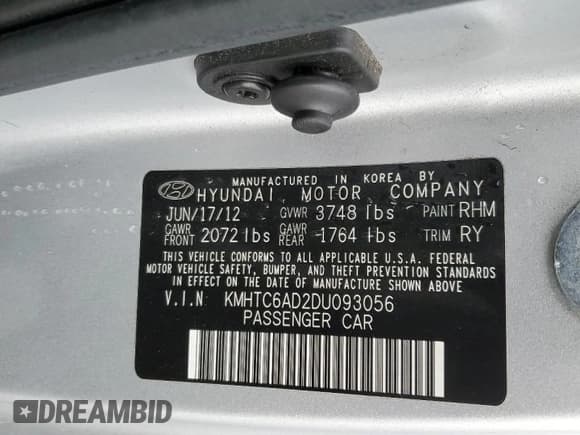 MANUFACTURED IN KOREA BY
HYUNDAI MOTOR COMPANY
JUN/17/12 GVWR 3748 lbs PAINT RHM
GAWR FRONT 2072 lbs GAWR REAR 1764 lbs TRIM RY
THIS VEHICLE CONFORMS TO ALL APPLICABLE U.S.A. FEDERAL
MOTOR VEHICLE SAFETY, BUMPER, AND THEFT PREVENTION
STANDARDS IN EFFECT ON THE DATE OF MANUFACTURE SHOWN ABOVE.
V.I.N KMHTC6AD2DU093056
PASSENGER CAR
DREAMBID